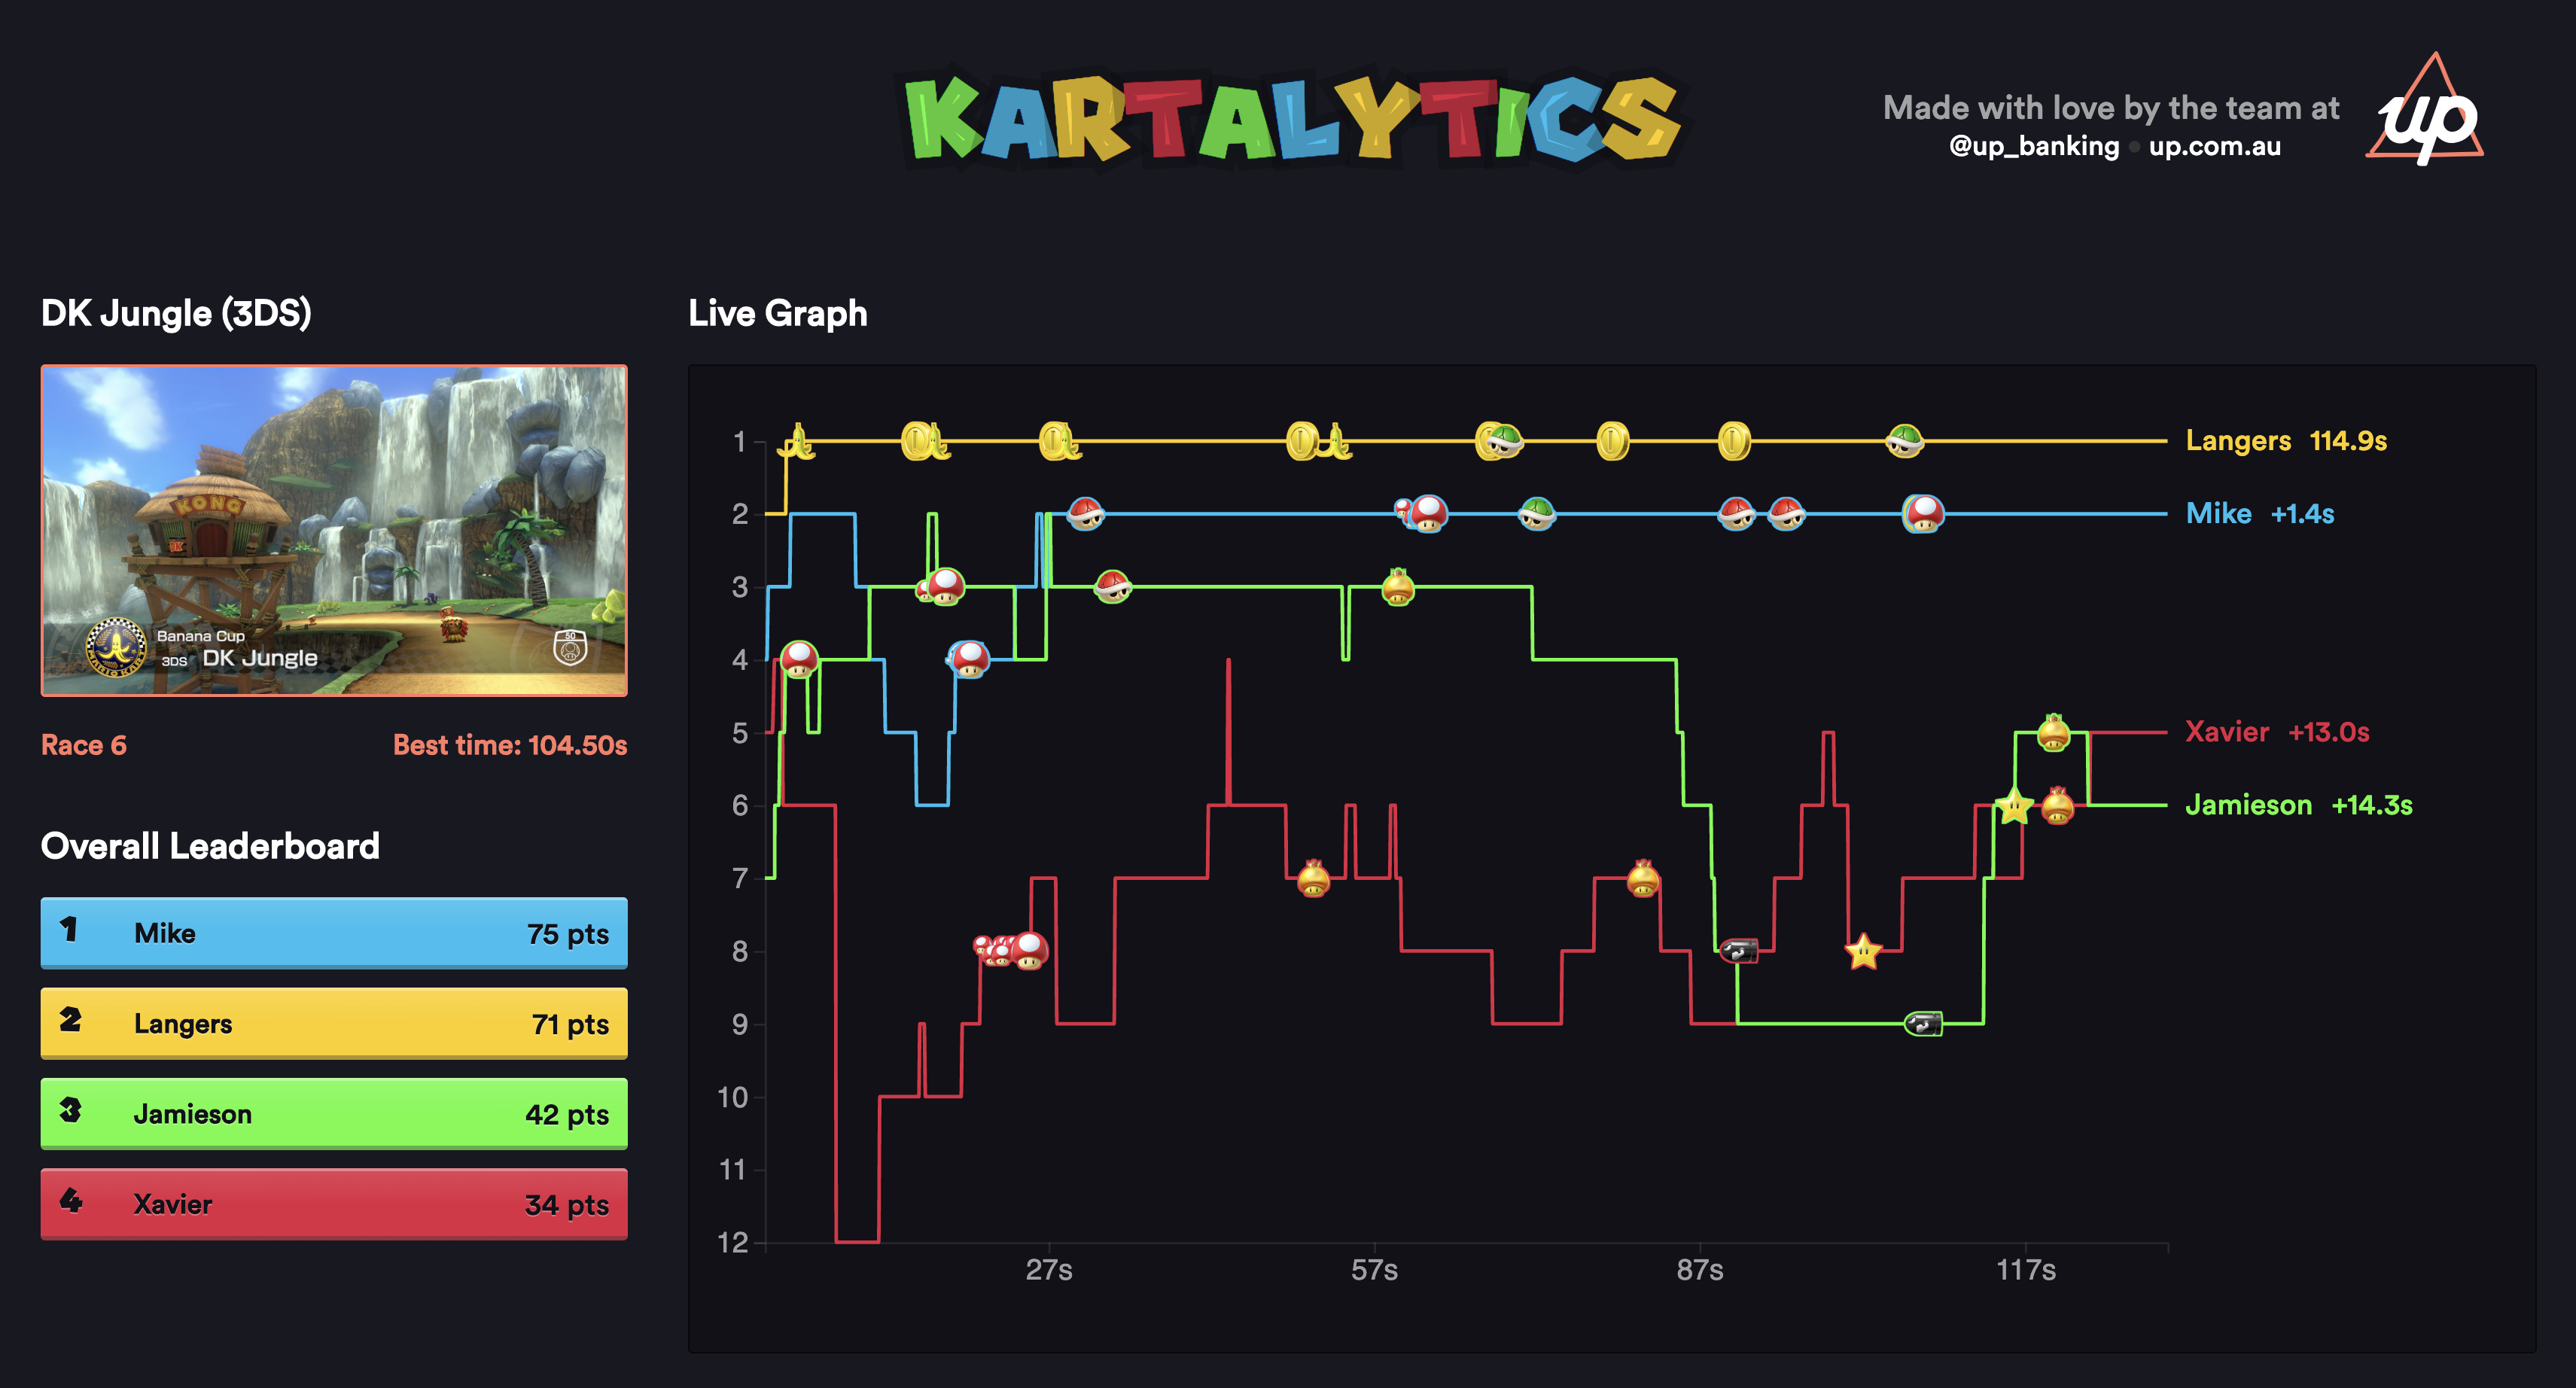 KARTALYTICS
Made with love by the team at
@up_banking • up.com.au
up
DK Jungle (3DS)
KONG
DK
Banana Cup
3DS DK Jungle
50
MARIO KART
Race 6
Best time: 104.50s
Overall Leaderboard
1 Mike 75 pts
2 Langers 71 pts
3 Jamieson 42 pts
4 Xavier 34 pts
Live Graph
1
2
3
4
5
6
7
8
9
10
11
12
27s
57s
87s
117s
Langers 114.9s
Mike +1.4s
Xavier +13.0s
Jamieson +14.3s